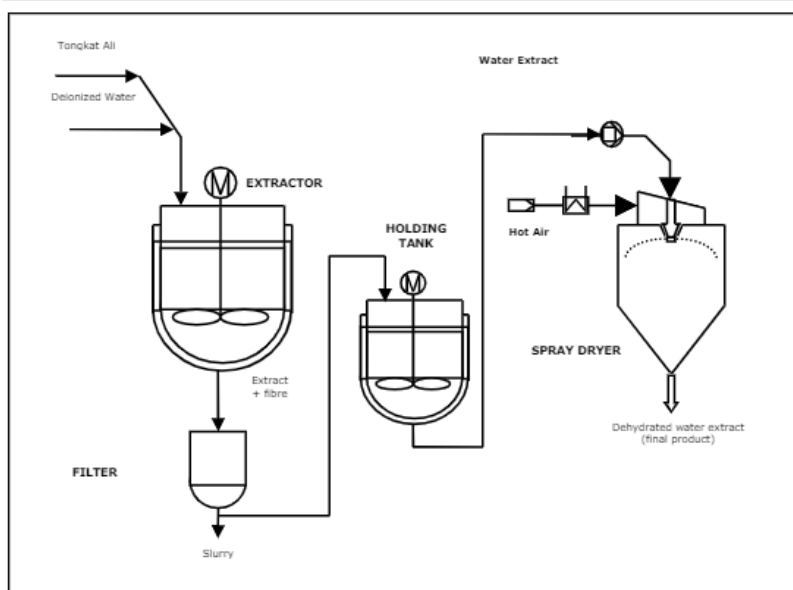 Tongkat Ali
Deionized Water
Water Extract
M
EXTRACTOR
HOLDING
TANK
M
Hot Air
SPRAY DRYER
Extract
+ fibre
Dehydrated water extract
(final product)
FILTER
Slurry